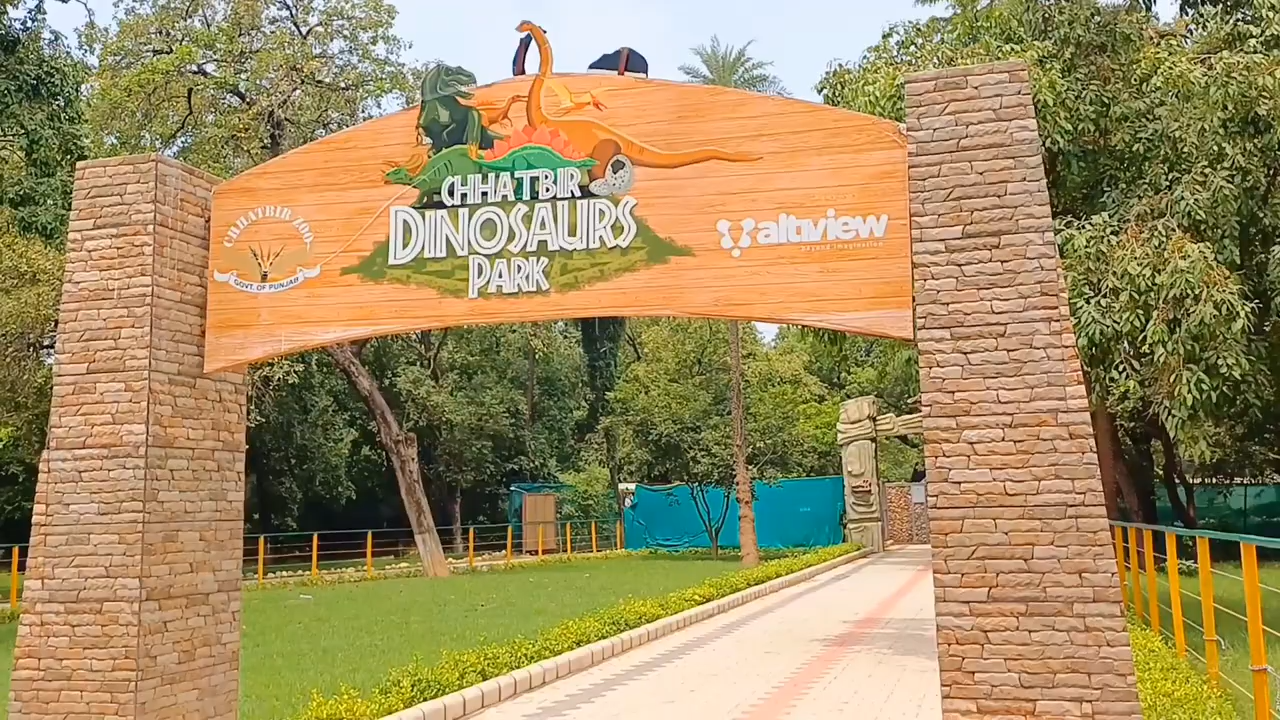 CHHATBIR ZOO
GOVT. OF PUNJAB
CHHATBIR
DINOSAURS
PARK
altiview
beyond imagination